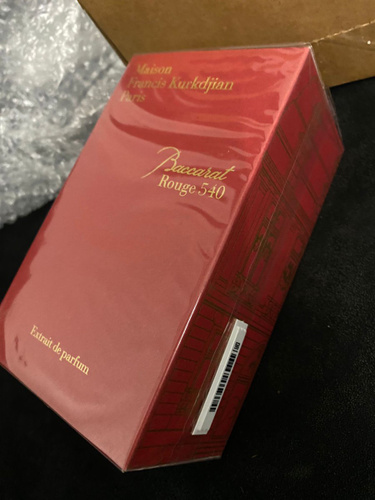 Maison
Francis Kurkdjian
Paris
Baccarat
Rouge 540
Extrait de parfum